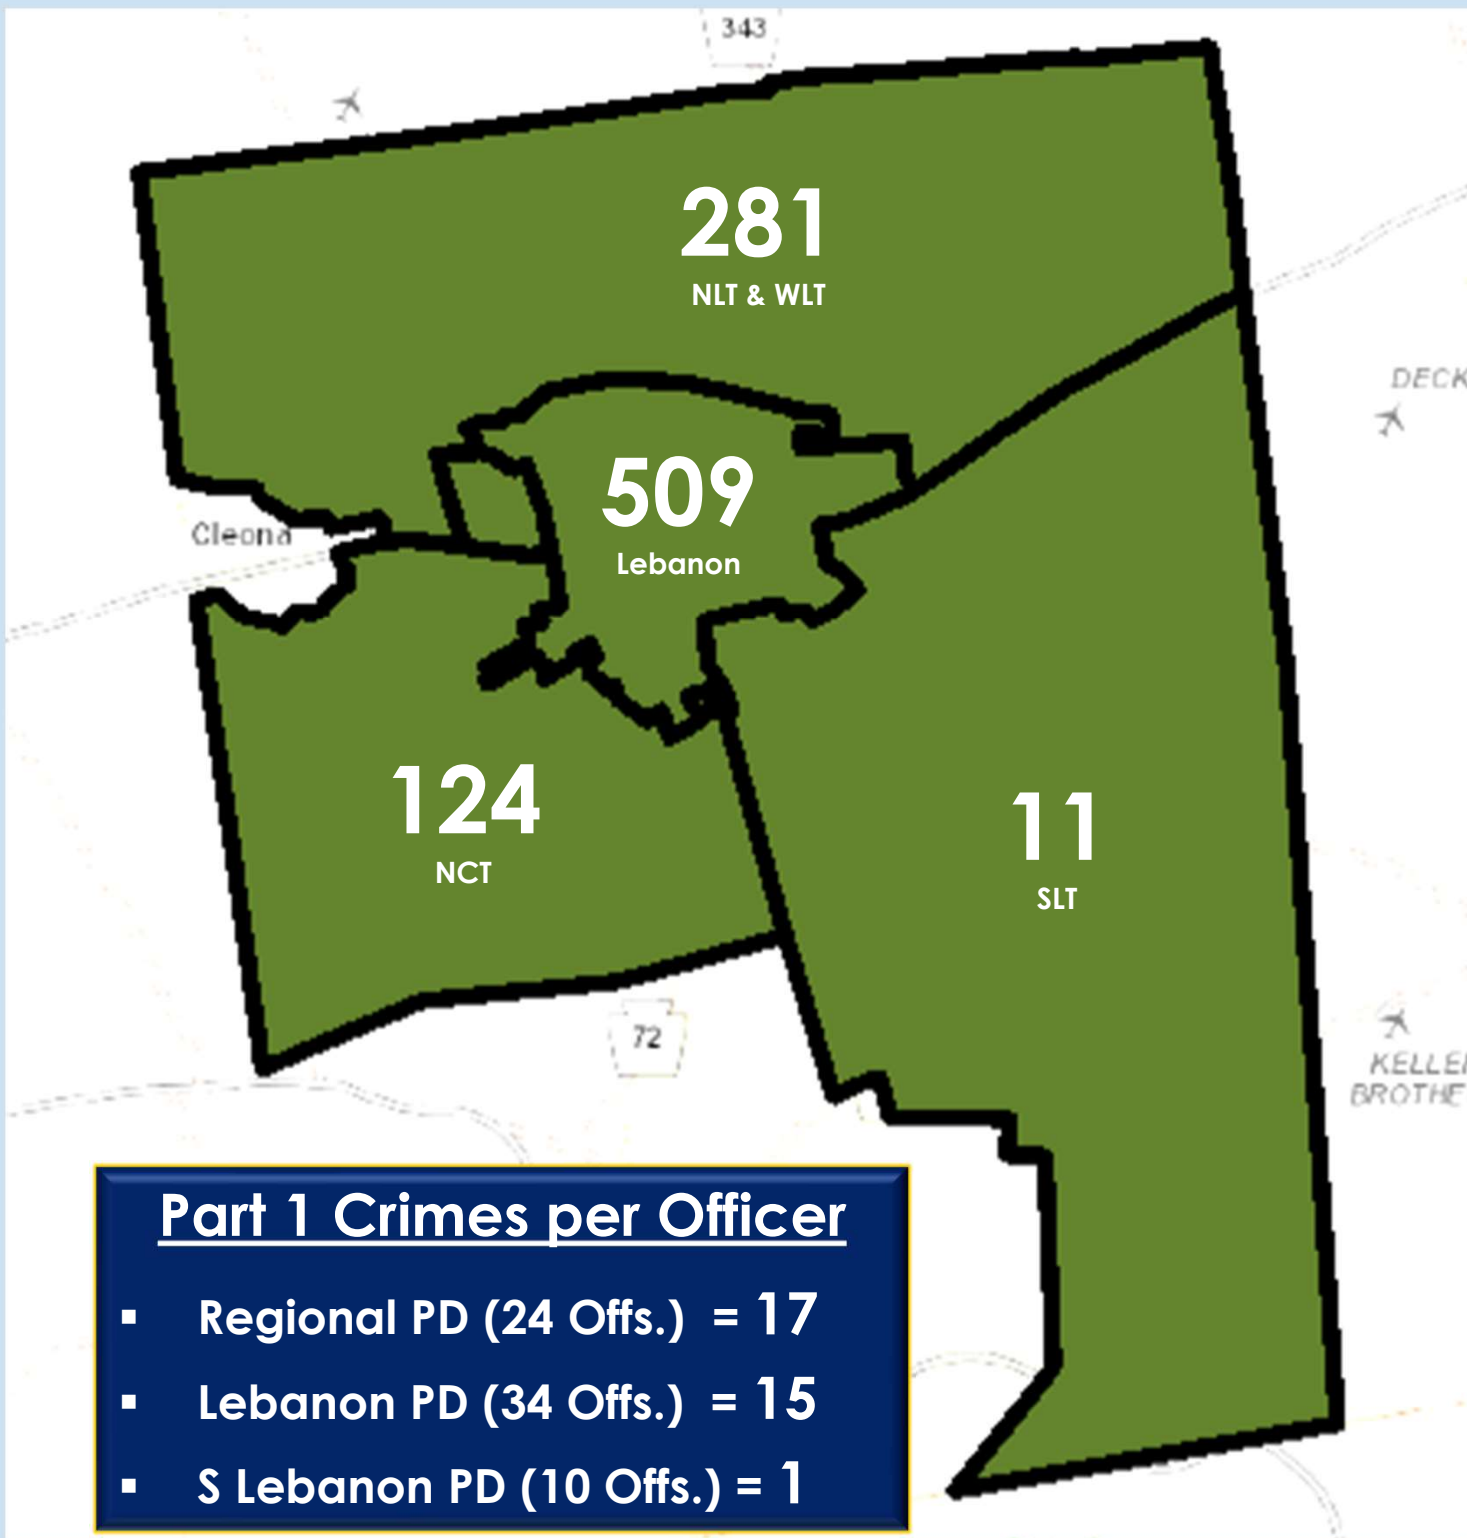 343
281
NLT & WLT
DECK
509
Lebanon
Cleona
124
NCT
11
SLT
72
KELLE
BROTHE
Part 1 Crimes per Officer
▪ Regional PD (24 Offs.) = 17
▪ Lebanon PD (34 Offs.) = 15
▪ S Lebanon PD (10 Offs.) = 1